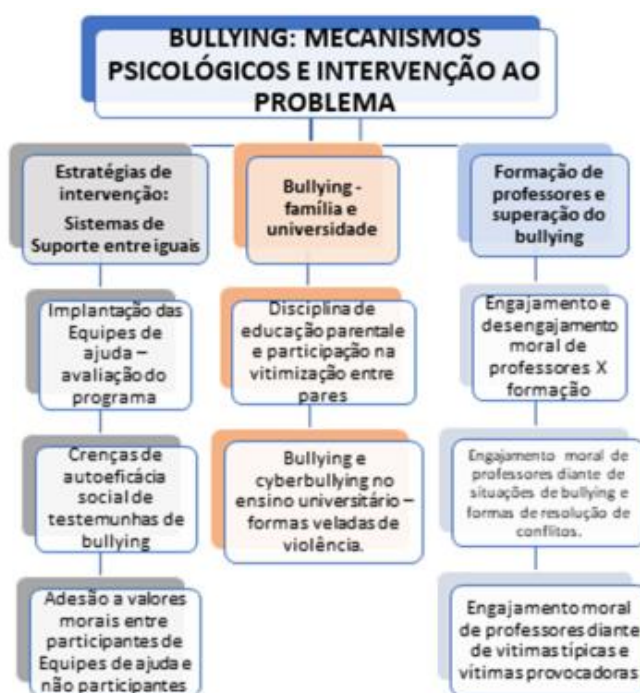 BULLYING: MECANISMOS
PSICOLÓGICOS E INTERVENÇÃO AO
PROBLEMA
Estratégias de
intervenção:
Sistemas de
Suporte entre iguais
Implantação das
Equipes de
ajuda –
avaliação do
programa
Crenças de
autoeficácia
social de
testemunhas de
bullying
Adesão a valores
morais entre
participantes de
Equipes de ajuda e
não participantes
Bullying -
família e
universidade
Disciplina de
educação parental e
e participação na
vitimização entre
pares
Bullying e
cyberbullying no
ensino universitário –
formas veladas de
violência.
Formação de
professores e
superação do
bullying
Engajamento e
desengajamento
moral de
professores X
formação
Engajamento moral de
professores diante de
situações de bullying e
formas de resolução de
conflitos.
Engajamento moral
de professores diante
de vitimas típicas e
vítimas provocadoras